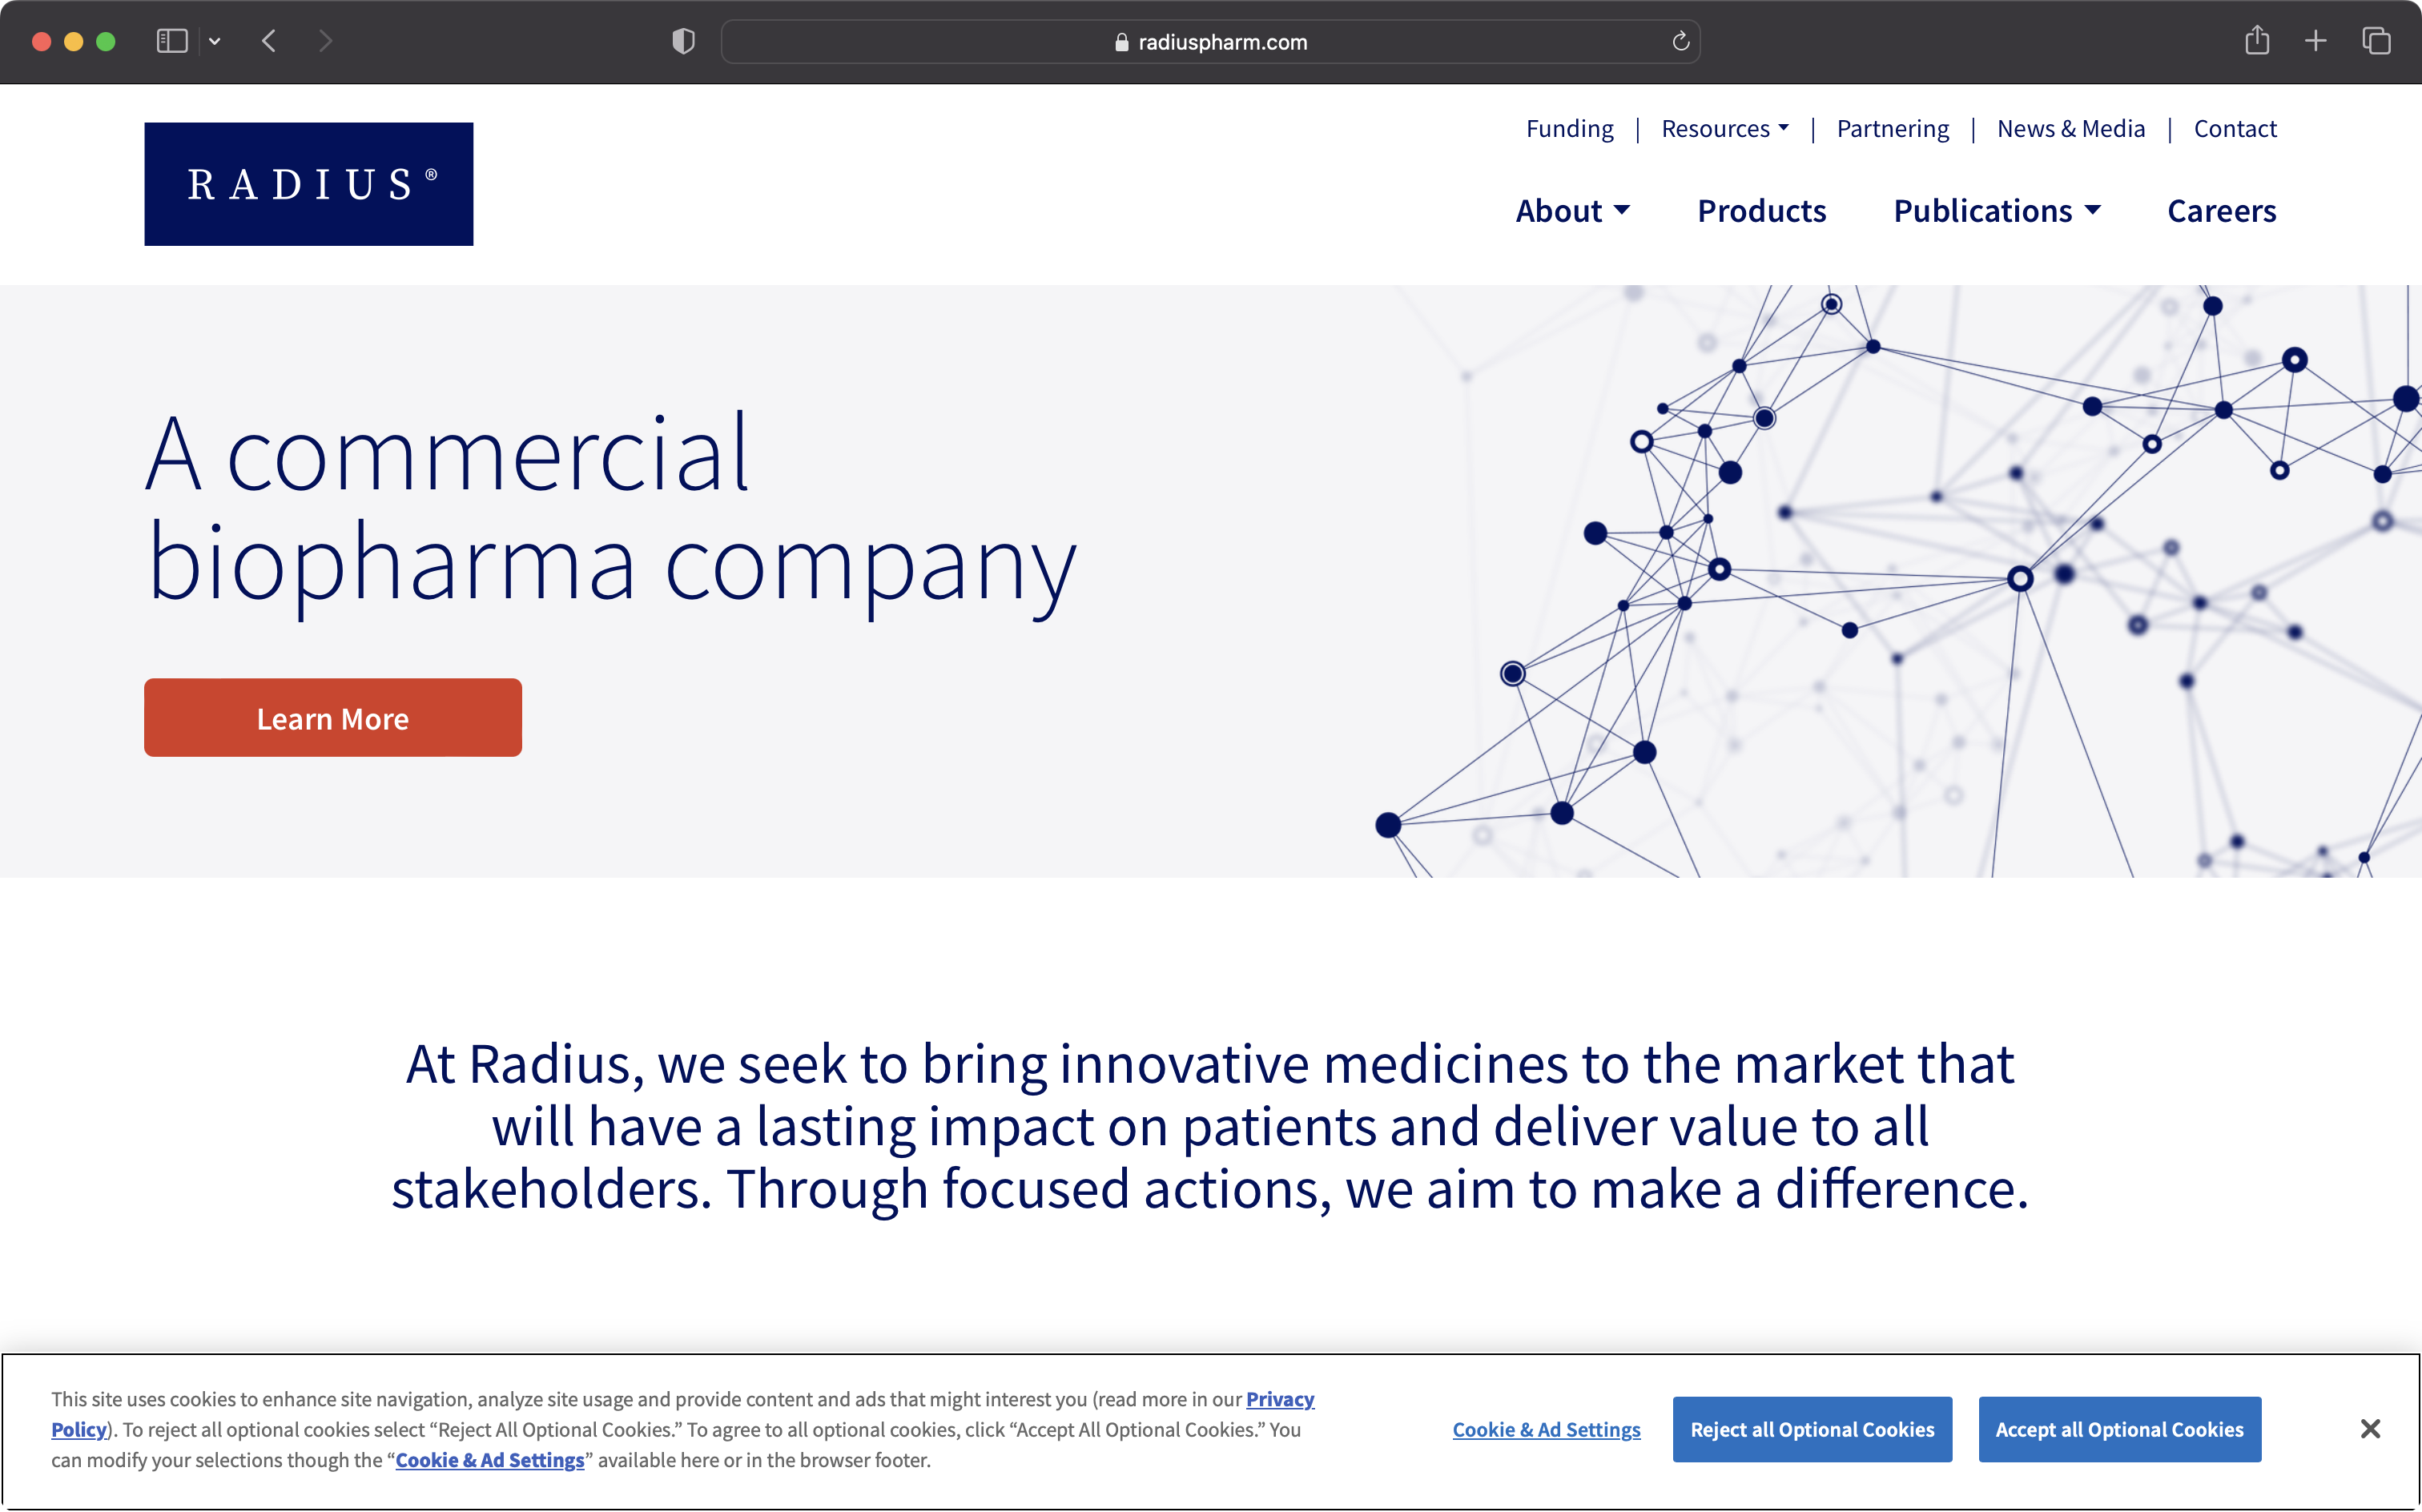 radiuspharm.com
RADIUS®
Funding | Resources | Partnering | News & Media | Contact
About Products Publications Careers
A commercial
biopharma company
Learn More
At Radius, we seek to bring innovative medicines to the market that
will have a lasting impact on patients and deliver value to all
stakeholders. Through focused actions, we aim to make a difference.
This site uses cookies to enhance site navigation, analyze site usage and provide content and ads that might interest you (read more in our Privacy
Policy). To reject all optional cookies select “Reject All Optional Cookies.” To agree to all optional cookies, click “Accept All Optional Cookies.” You
can modify your selections though the “Cookie & Ad Settings” available here or in the browser footer.
Cookie & Ad Settings
Reject all Optional Cookies
Accept all Optional Cookies